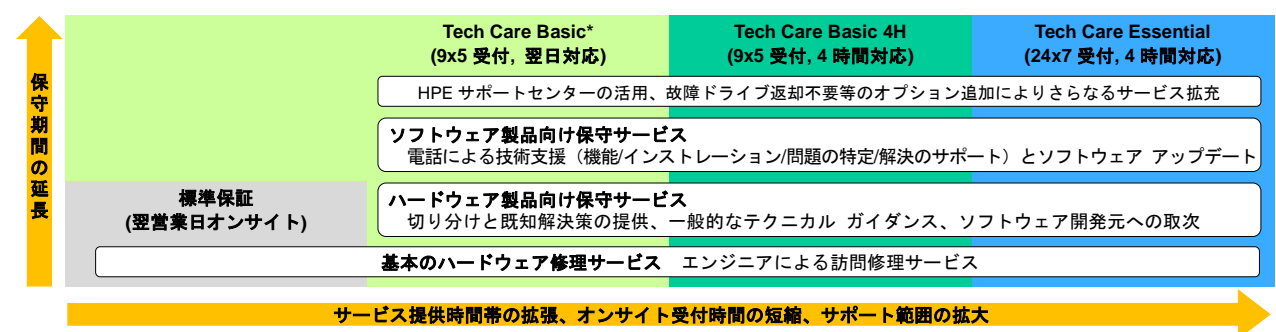 Tech Care Basic*
(9x5 受付, 翌日対応)
Tech Care Basic 4H
(9x5 受付, 4 時間対応)
Tech Care Essential
(24x7 受付, 4 時間対応)
保守期間の延長
HPE サポートセンターの活用、故障ドライブ返却不要等のオプション追加によりさらなるサービス拡充
ソフトウェア製品向け保守サービス
電話による技術支援（機能/インストレーション/問題の特定/解決のサポート）とソフトウェア アップデート
標準保証
(翌営業日オンサイト)
ハードウェア製品向け保守サービス
切り分けと既知解決策の提供、一般的なテクニカル ガイダンス、ソフトウェア開発元への取次
基本のハードウェア修理サービス エンジニアによる訪問修理サービス
サービス提供時間帯の拡張、オンサイト受付時間の短縮、サポート範囲の拡大